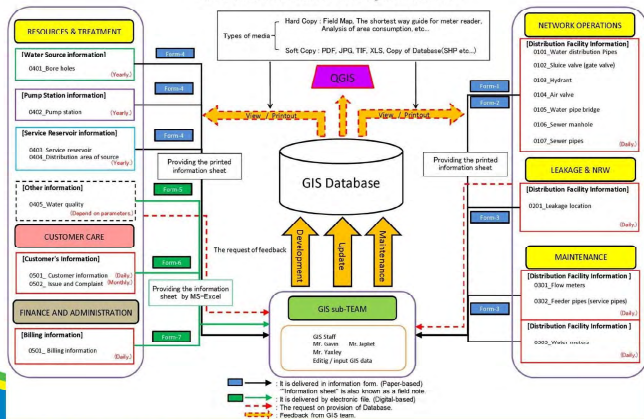 Hard Copy : Field Map, The shortest way guide for meter reader,
Analysis of area consumption, etc...
Types of media
Soft Copy : PDF, JPG, TIF, XLS, Copy of Database(SHP etc...)
RESOURCES & TREATMENT
[Water Source information]
0401_Bore holes
(Yearly.)
[Pump Station information]
0402_Pump station
(Yearly.)
[Service Reservoir information]
0403_Service reservoir
0404_Distribution area of source
(Yearly.)
[Other information]
0405_Water quality
(Depend on parameters.)
CUSTOMER CARE
[Customer's information]
0501_ Customer information (Daily.)
0502_ Issue and Complaint (Monthly.)
FINANCE AND ADMINISTRATION
[Billing information]
0501_ Billing information
(Daily.)
Form-4
Form-4
Form-4
Form-5
Form-6
Form-7
Providing the printed
information sheet
Providing the information
sheet by MS-Excel
QGIS
View / Printout
View / Printout
GIS Database
The request of feedback
Development
Update
Maintenance
GIS sub-TEAM
GIS Staff
Mr. Gavin Mr. Japhet
Mr. Yaxley
Editig / input GIS data
Form-1
Form-2
Providing the printed
information sheet
Form-3
Form-3
NETWORK OPERATIONS
[Distribution Facility Information]
0101_Water distribution Pipes
0102_Sluice valve (gate valve)
0103_Hydrant
0104_Air valve
0105_Water pipe bridge
0106_Sewer manhole
0107_Sewer pipes
(Daily.)
LEAKAGE & NRW
[Distribution Facility Information]
0201_Leakage location
(Daily.)
MAINTENANCE
[Distribution Facility Information]
0301_Flow meters
0302_Feeder pipes (service pipes)
(Daily.)
[Distribution Facility Information]
0303_Water meters
(Daily.)
: It is delivered in information form. (Paper-based)
"Information sheet" is also known as a field note.
: It is delivered by electronic file. (Digital-based)
: The request on provision of Database.
: Feedback from GIS team.